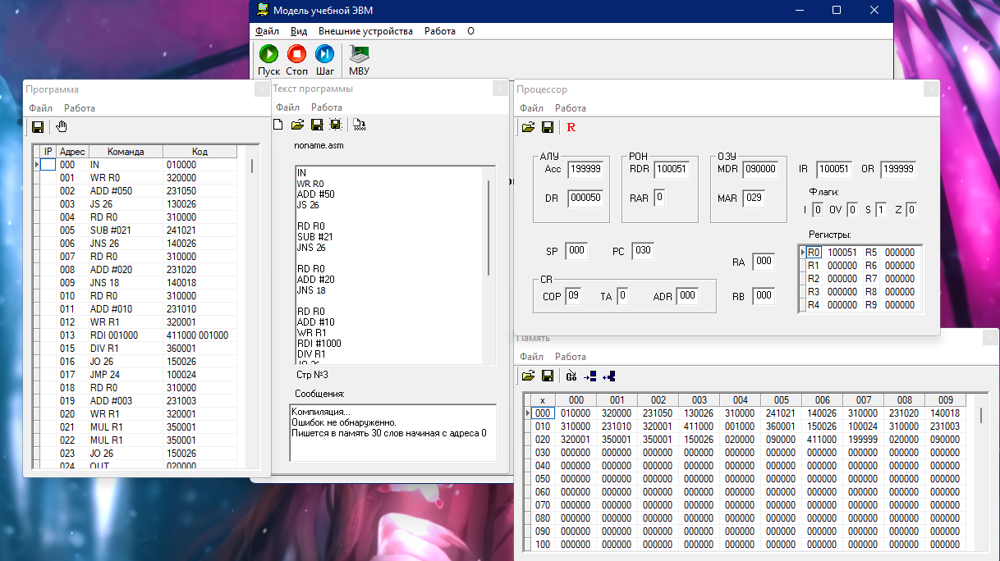 Модель учебной ЭВМ
Файл Вид Внешние устройства Работа О
Пуск Стоп Шаг МВУ
Программа
Файл Работа
IP Адрес Команда Код
000 IN 010000
001 WR R0 320000
002 ADD #050 231050
003 JS 26 130026
004 RD R0 310000
005 SUB #021 241021
006 JNS 26 140026
007 RD R0 310000
008 ADD #020 231020
009 JNS 18 140018
010 RD R0 310000
011 ADD #010 231010
012 WR R1 320001
013 RDI 001000 411000 001000
015 DIV R1 360001
016 JO 26 150026
017 JMP 24 100024
018 RD R0 310000
019 ADD #003 231003
020 WR R1 320001
021 MUL R1 350001
022 MUL R1 350001
023 JO 26 150026
024 OUT 020000
Текст программы
Файл Работа
noname.asm
IN
WR R0
ADD #50
JS 26
RD R0
SUB #21
JNS 26
RD R0
ADD #20
JNS 18
RD R0
ADD #10
WR R1
RDI #1000
DIV R1
JO 26
Стр №3
Сообщения:
Компиляция...
Ошибок не обнаруженно.
Пишется в память 30 слов начиная с адреса 0
Процессор
Файл Работа
R
АЛУ РОН ОЗУ
Acc 199999 RDR 100051 MDR 090000 IR 100051 OR 199999
DR 000050 RAR 0 MAR 029
Флаги:
I 0 OV 0 S 1 Z 0
Регистры:
SP 000 PC 030 RA 000
CR
COP 09 TA 0 ADR 000 RB 000
R0 100051 R5 000000
R1 000000 R6 000000
R2 000000 R7 000000
R3 000000 R8 000000
R4 000000 R9 000000
Память
Файл Работа
Go
x 000 001 002 003 004 005 006 007 008 009
000 010000 320000 231050 130026 310000 241021 140026 310000 231020 140018
010 310000 231010 320001 411000 001000 360001 150026 100024 310000 231003
020 320001 350001 350001 150026 020000 090000 411000 199999 020000 090000
030 000000 000000 000000 000000 000000 000000 000000 000000 000000 000000
040 000000 000000 000000 000000 000000 000000 000000 000000 000000 000000
050 000000 000000 000000 000000 000000 000000 000000 000000 000000 000000
060 000000 000000 000000 000000 000000 000000 000000 000000 000000 000000
070 000000 000000 000000 000000 000000 000000 000000 000000 000000 000000
080 000000 000000 000000 000000 000000 000000 000000 000000 000000 000000
090 000000 000000 000000 000000 000000 000000 000000 000000 000000 000000
100 000000 000000 000000 000000 000000 000000 000000 000000 000000 000000